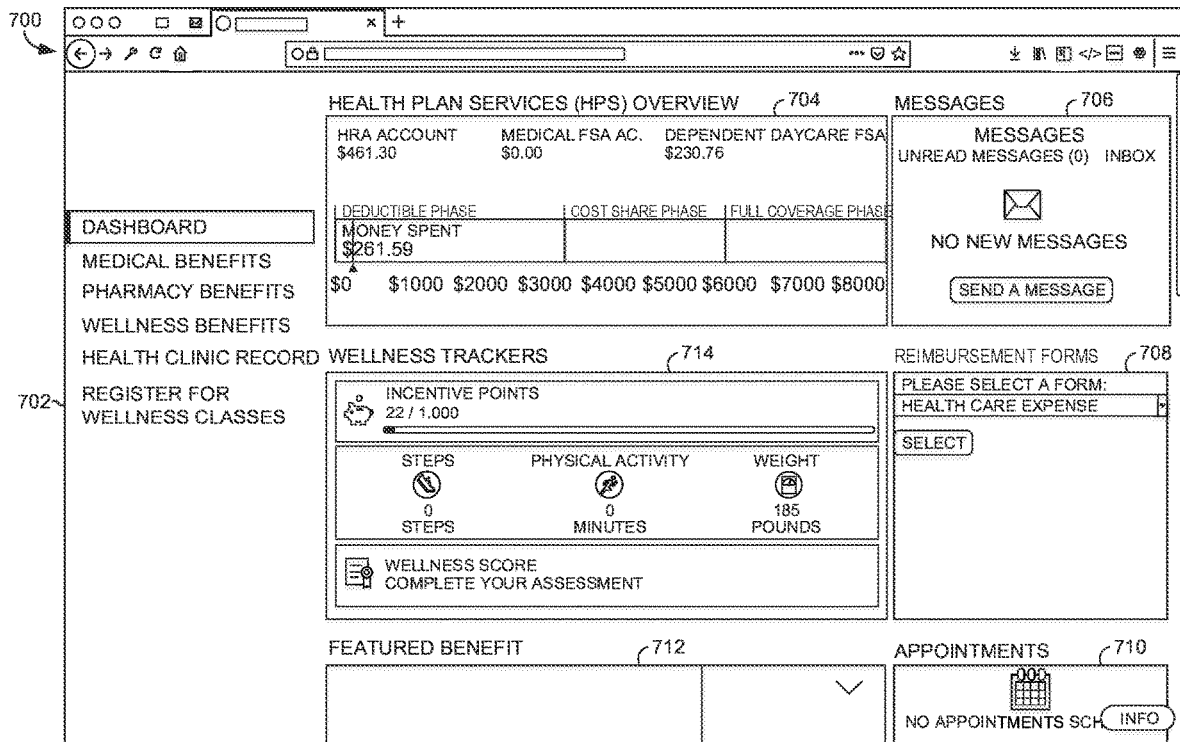 700
HEALTH PLAN SERVICES (HPS) OVERVIEW
704
MESSAGES
706
HRA ACCOUNT
$461.30
MEDICAL FSA AC.
$0.00
DEPENDENT DAYCARE FSA
$230.76
DEDUCTIBLE PHASE
COST SHARE PHASE
FULL COVERAGE PHASE
MONEY SPENT
$261.59
$0 $1000 $2000 $3000 $4000 $5000 $6000 $7000 $8000
MESSAGES
UNREAD MESSAGES (0) INBOX
NO NEW MESSAGES
SEND A MESSAGE
702
DASHBOARD
MEDICAL BENEFITS
PHARMACY BENEFITS
WELLNESS BENEFITS
HEALTH CLINIC RECORD
REGISTER FOR
WELLNESS CLASSES
WELLNESS TRACKERS
714
INCENTIVE POINTS
22 / 1.000
STEPS
0
STEPS
PHYSICAL ACTIVITY
0
MINUTES
WEIGHT
185
POUNDS
WELLNESS SCORE
COMPLETE YOUR ASSESSMENT
REIMBURSEMENT FORMS
708
PLEASE SELECT A FORM:
HEALTH CARE EXPENSE
SELECT
FEATURED BENEFIT
712
APPOINTMENTS
710
NO APPOINTMENTS SCH
INFO